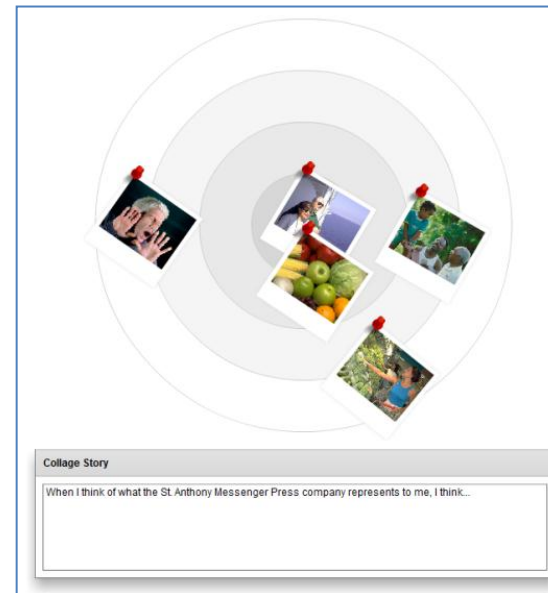 Collage Story
When I think of what the St. Anthony Messenger Press company represents to me, I think...